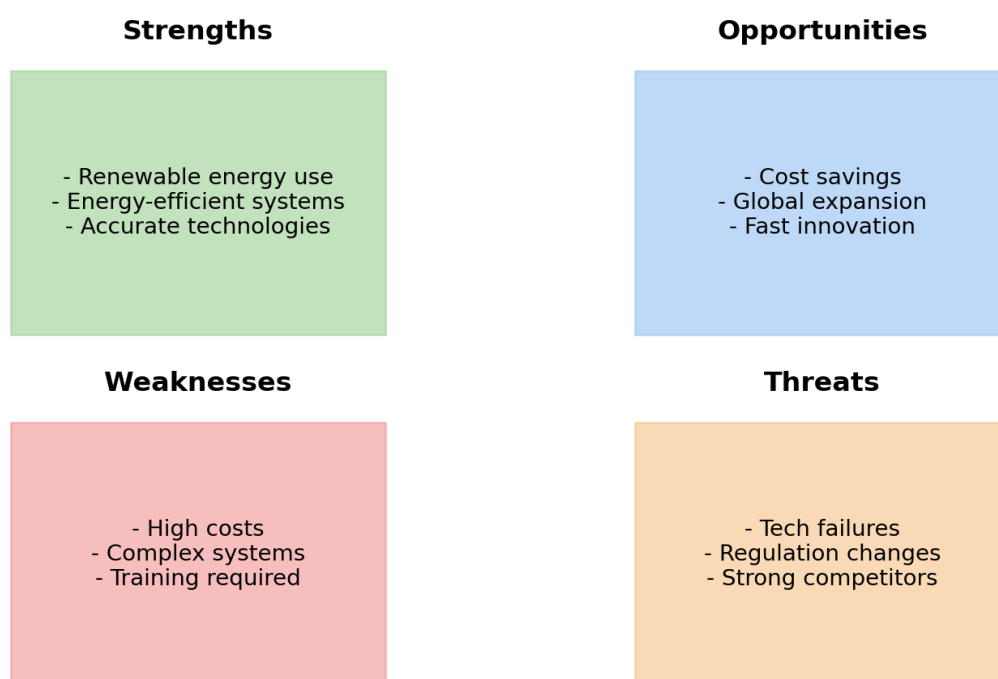 Strengths
- Renewable energy use
- Energy-efficient systems
- Accurate technologies
Opportunities
- Cost savings
- Global expansion
- Fast innovation
Weaknesses
- High costs
- Complex systems
- Training required
Threats
- Tech failures
- Regulation changes
- Strong competitors